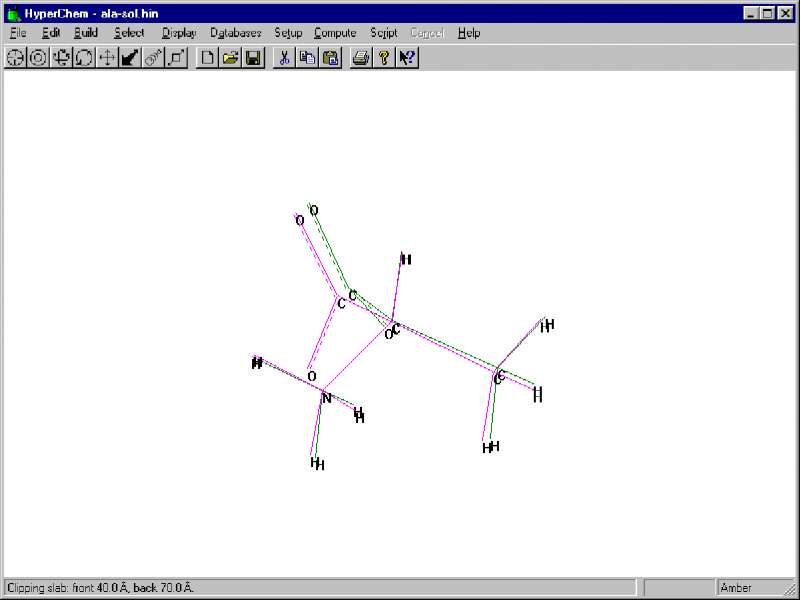 HyperChem - ala-sol.hin
File Edit Build Select Display Databases Setup Compute Script Cancel Help
O
O
H
C
C
O
C
H
H
H
H
O
C
C
N
H
H
H
H
H
H
H
H
H
Clipping slab: front 40.0 Å, back 70.0 Å.
Amber